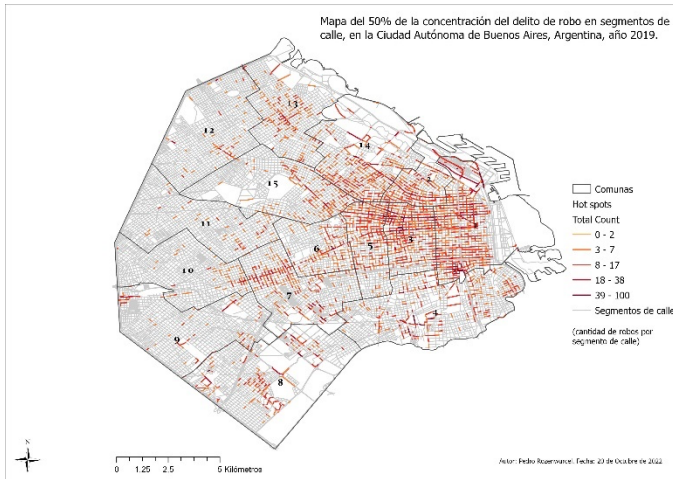 Mapa del 50% de la concentración del delito de robo en segmentos de
calle, en la Ciudad Autónoma de Buenos Aires, Argentina, año 2019.
13
12
14
15
2
11
6
5
3
10
7
4
9
8
Comunas
Hot spots
Total Count
0 - 2
3 - 7
8 - 17
18 - 38
39 - 100
Segmentos de calle
(cantidad de robos por
segmento de calle)
N
0 1.25 2.5 5 Kilómetros
Autor: Pedro Rozenwurcel. Fecha: 20 de Octubre de 2022